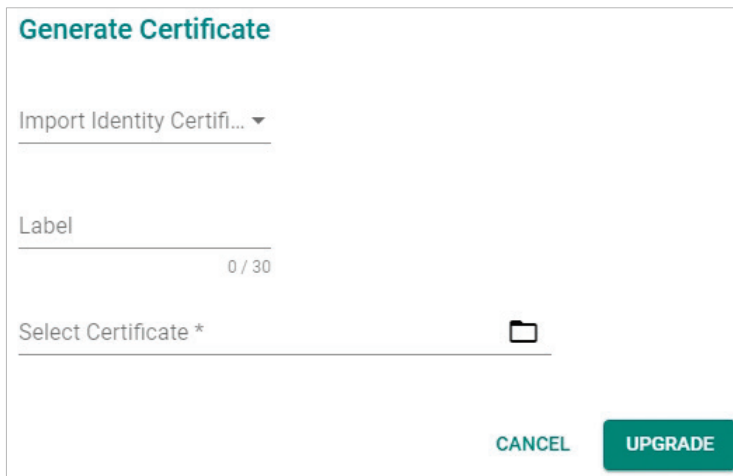 Generate Certificate
Import Identity Certifi...
Label
0 / 30
Select Certificate *
CANCEL UPGRADE